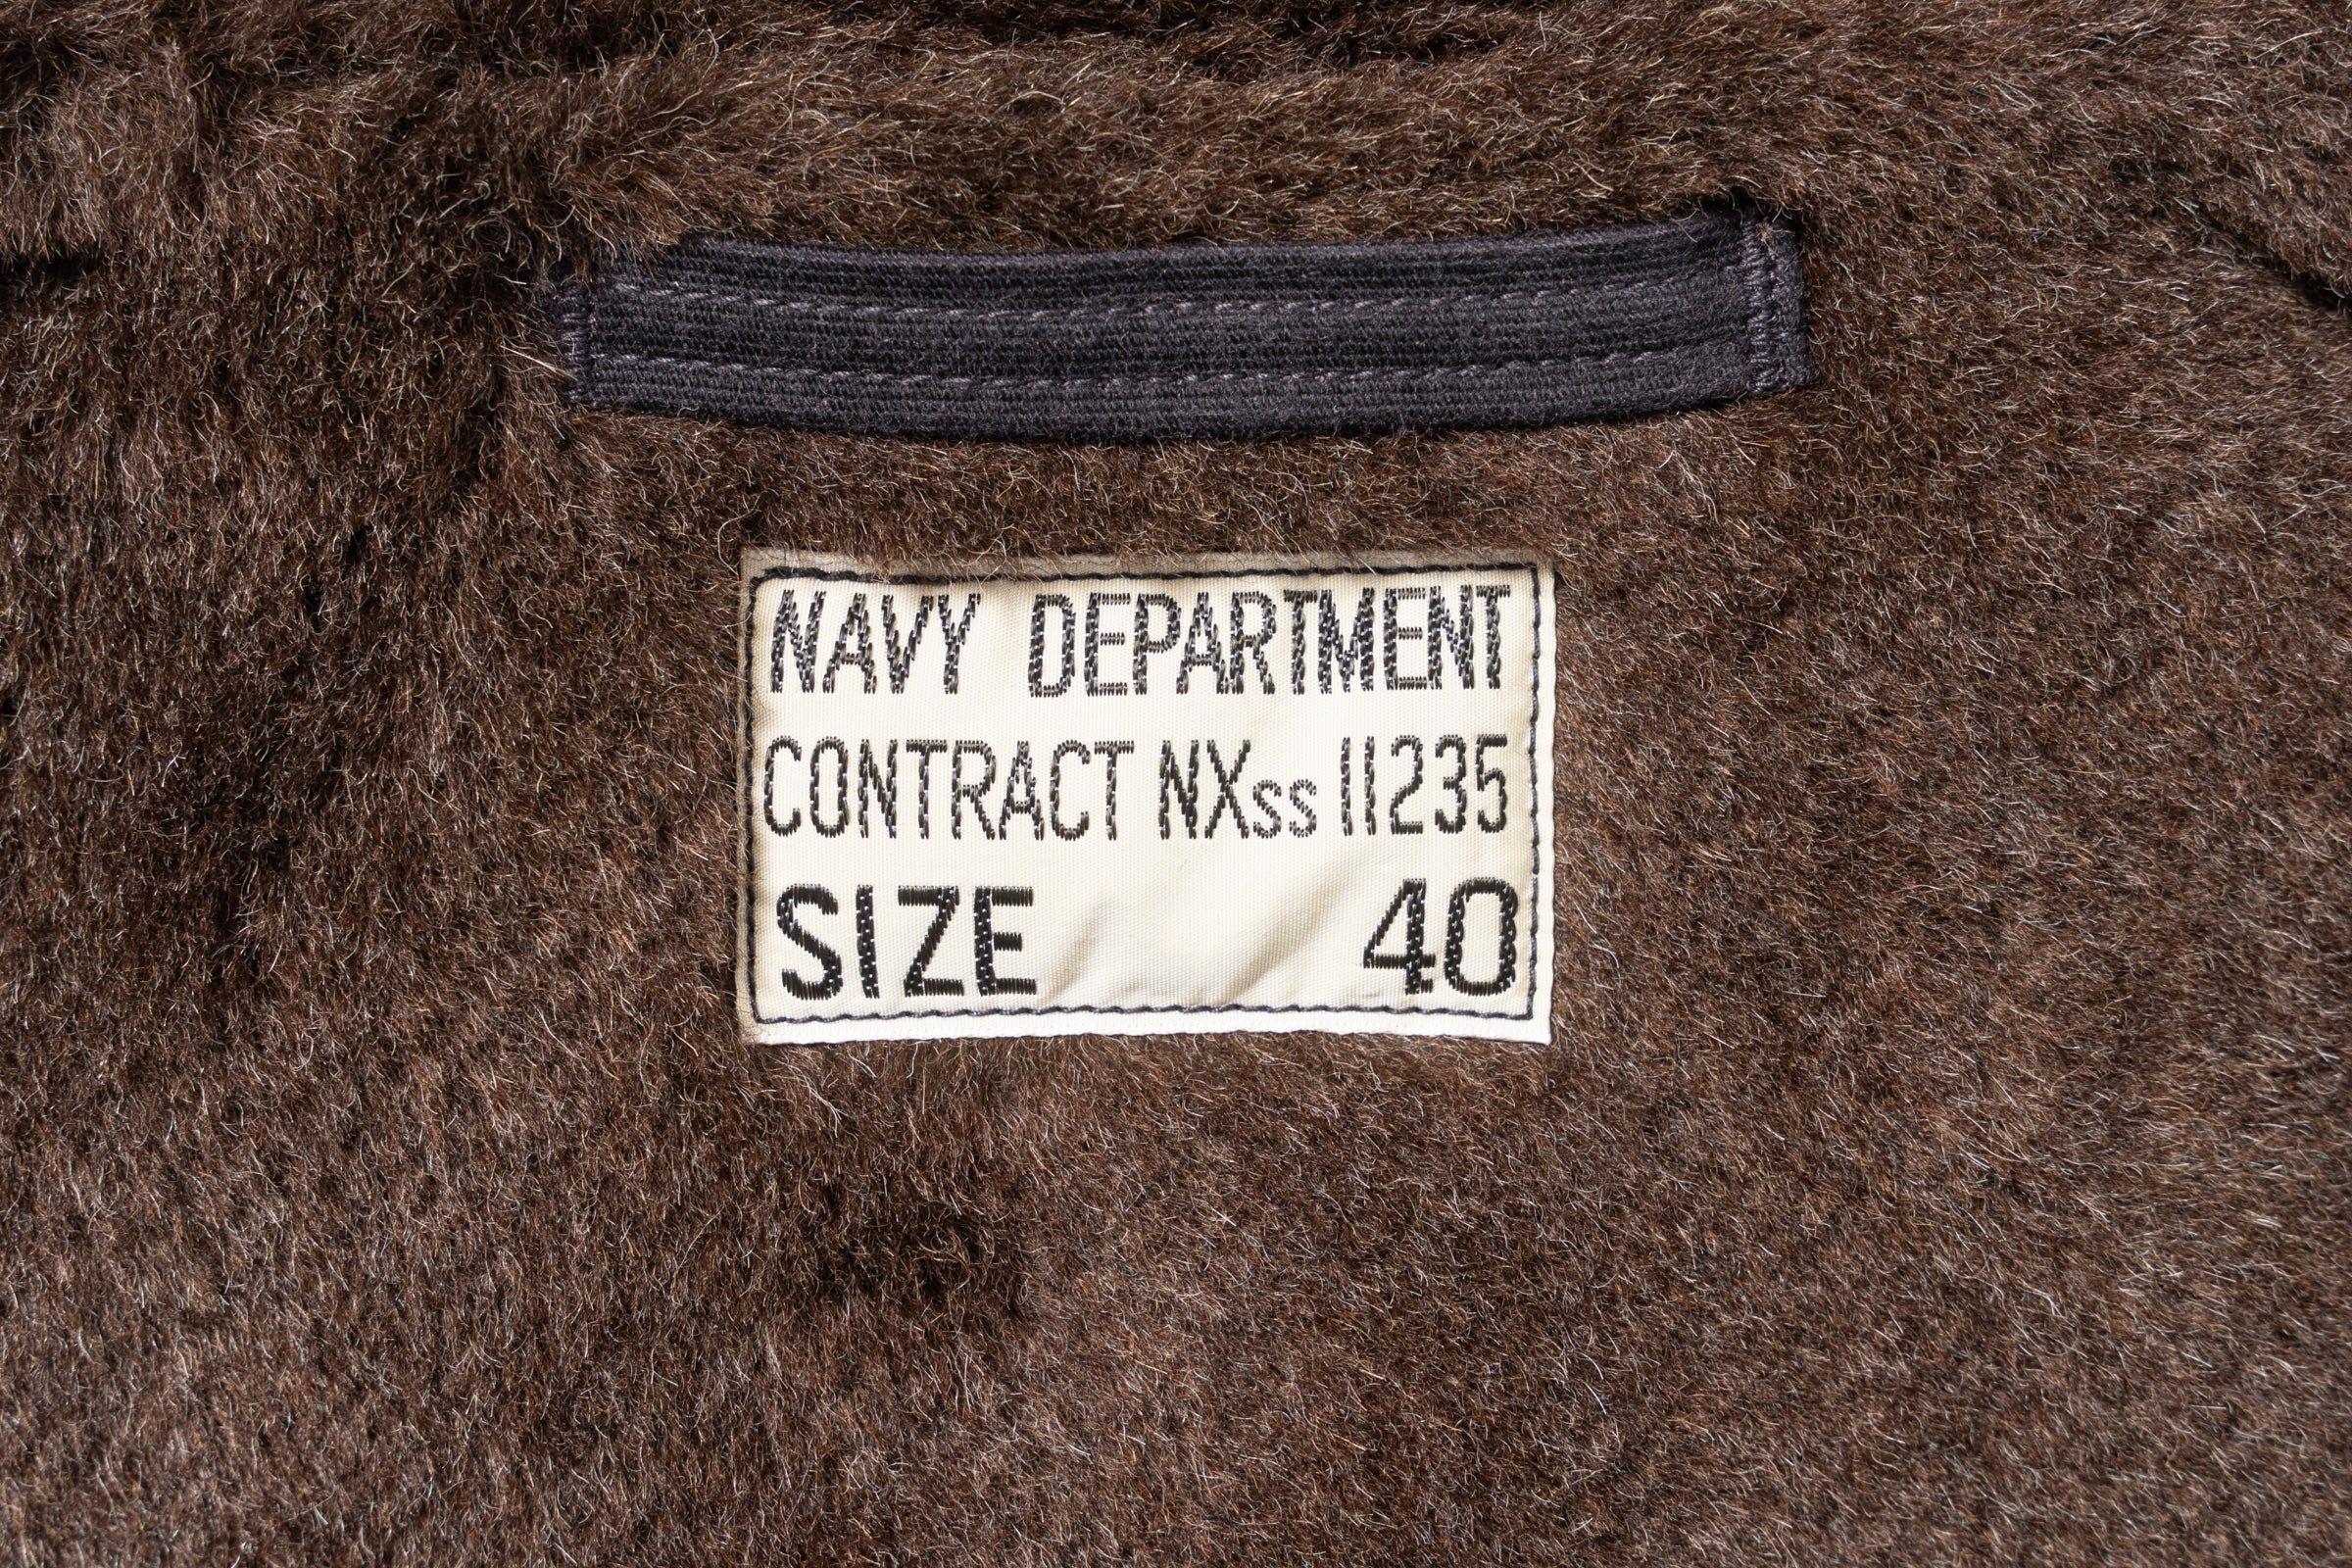 NAVY DEPARTMENT
CONTRACT NXss 11235
SIZE 40